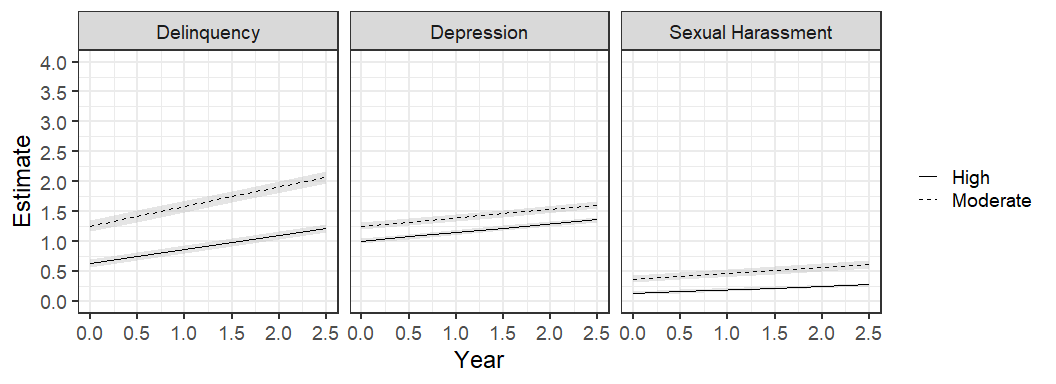 Delinquency
Depression
Sexual Harassment
4.0
3.5
3.0
2.5
2.0
1.5
1.0
0.5
0.0
Estimate
0.0 0.5 1.0 1.5 2.0 2.5
0.0 0.5 1.0 1.5 2.0 2.5
0.0 0.5 1.0 1.5 2.0 2.5
Year
High
Moderate